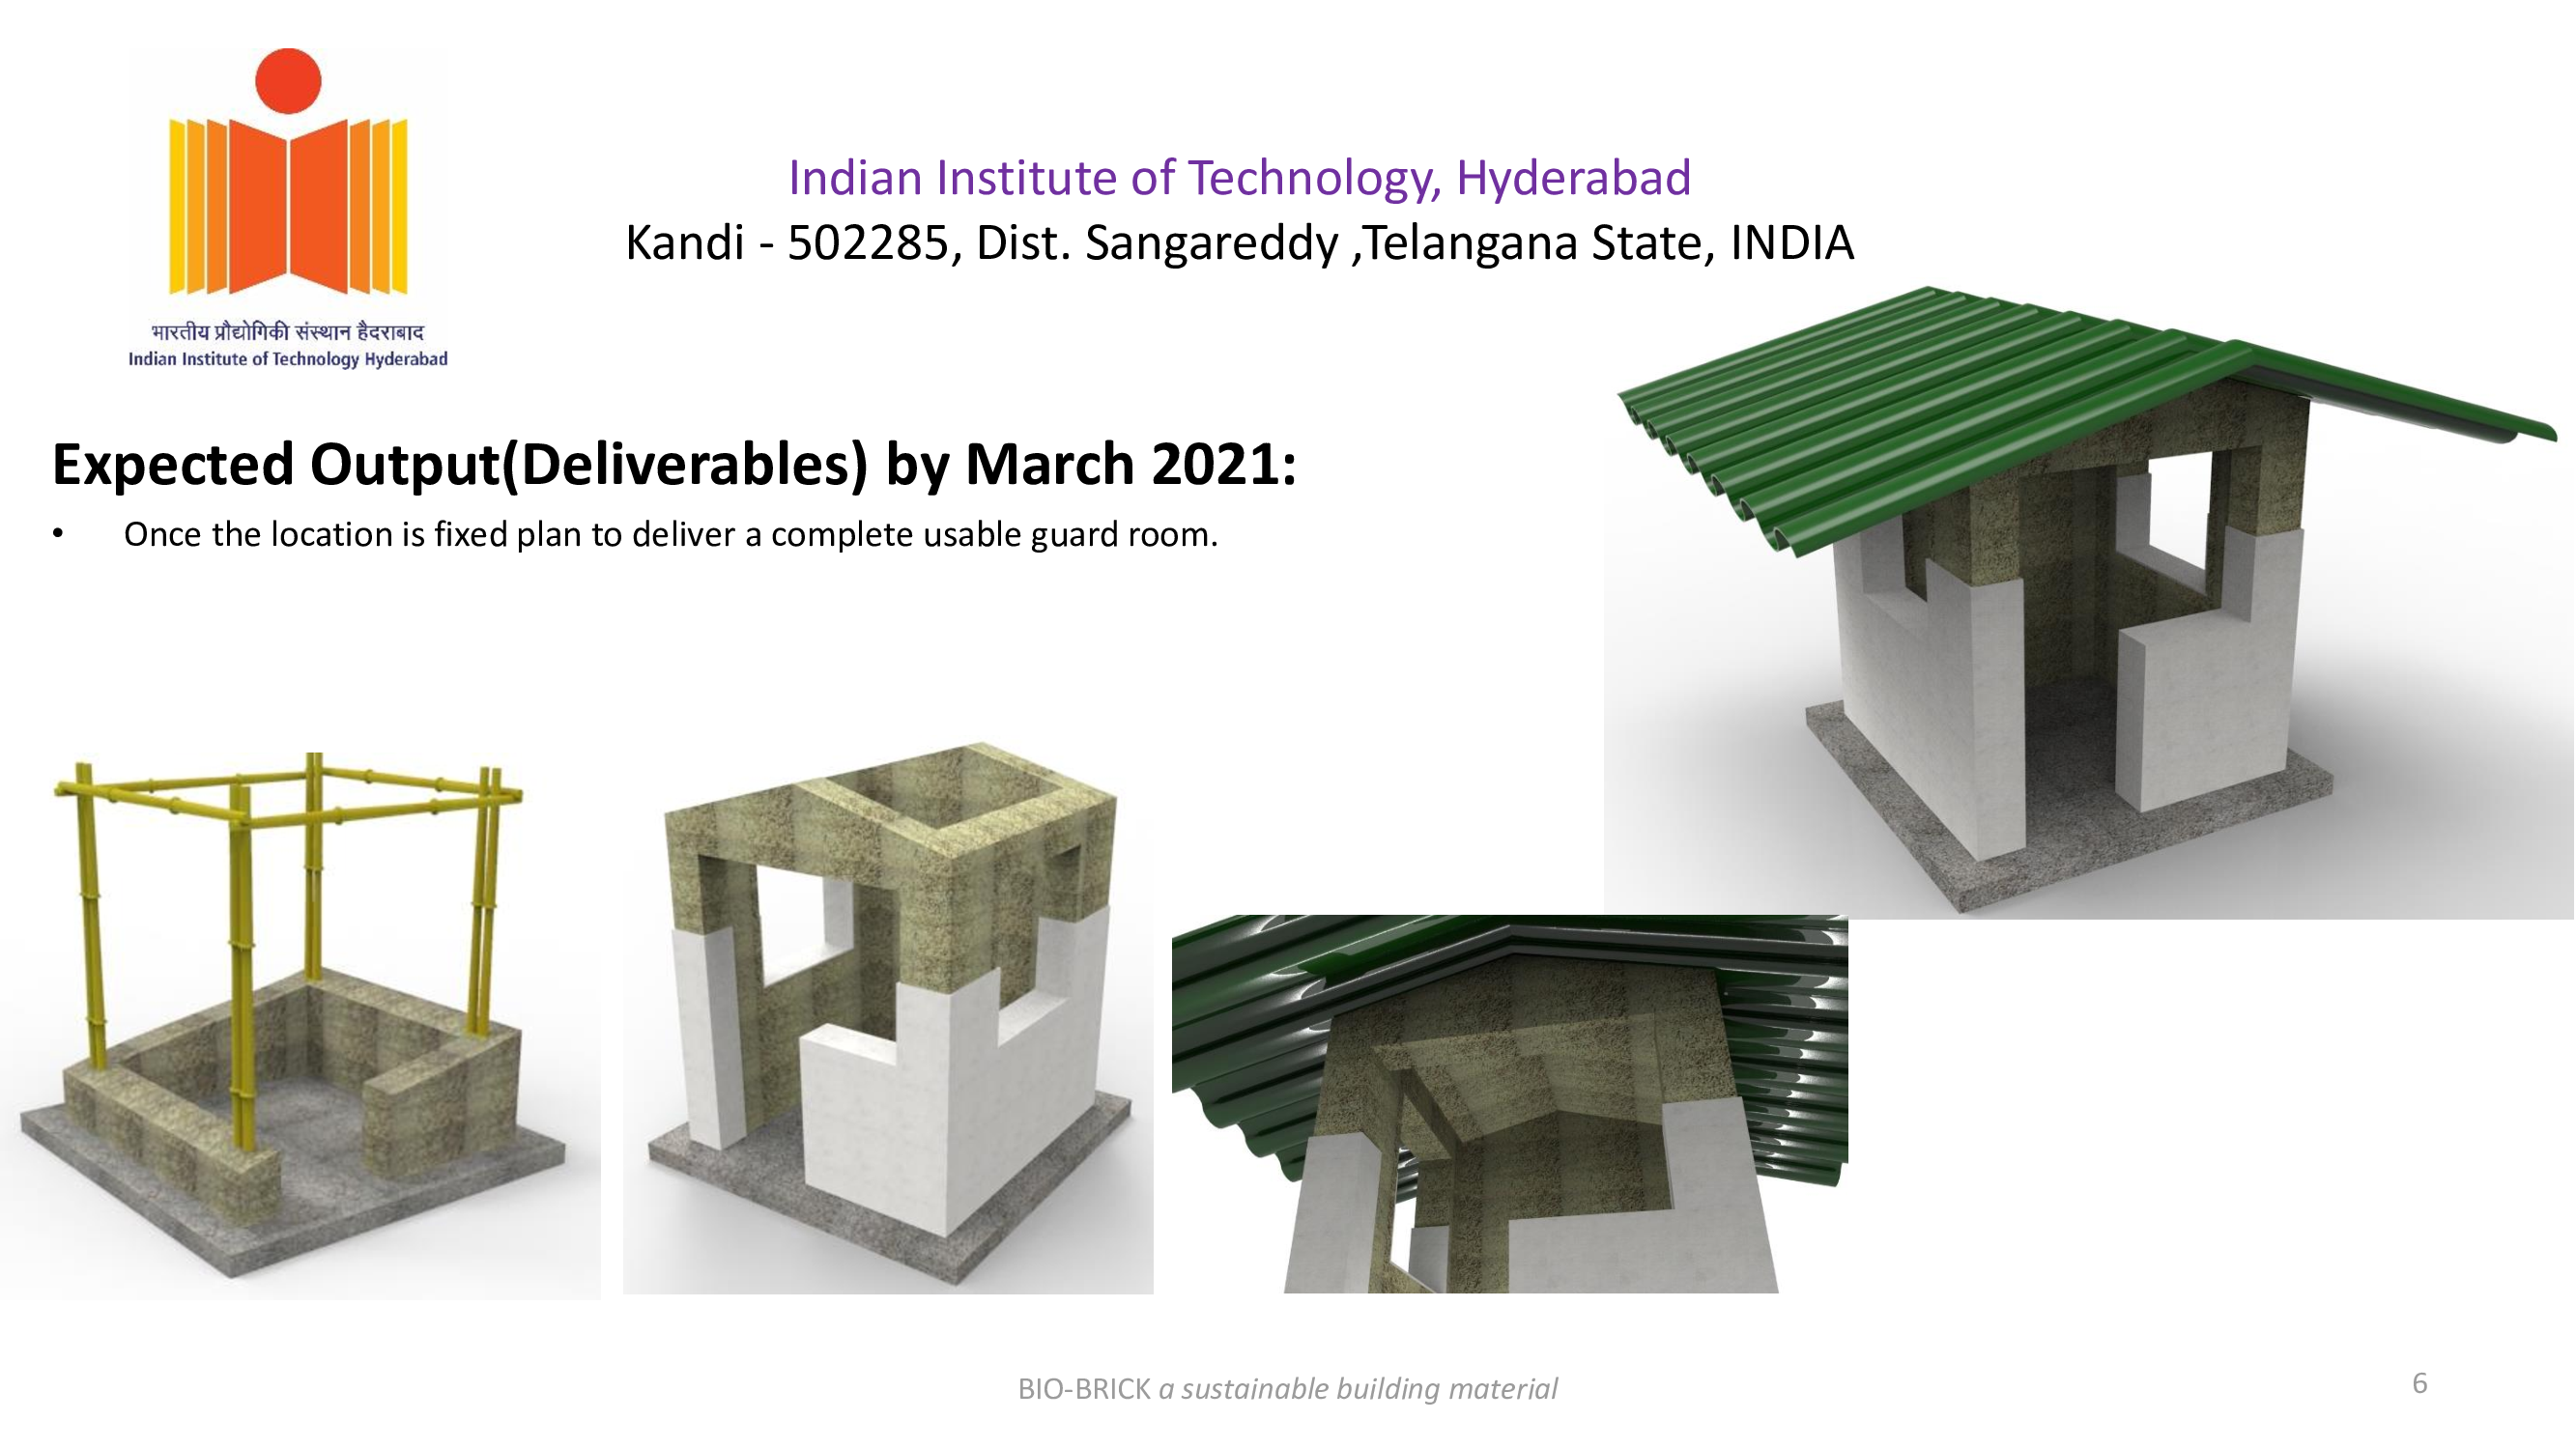 भारतीय प्रौद्योगिकी संस्थान हैदराबाद
Indian Institute of Technology Hyderabad
Indian Institute of Technology, Hyderabad
Kandi - 502285, Dist. Sangareddy ,Telangana State, INDIA
Expected Output(Deliverables) by March 2021:
• Once the location is fixed plan to deliver a complete usable guard room.
BIO-BRICK a sustainable building material
6